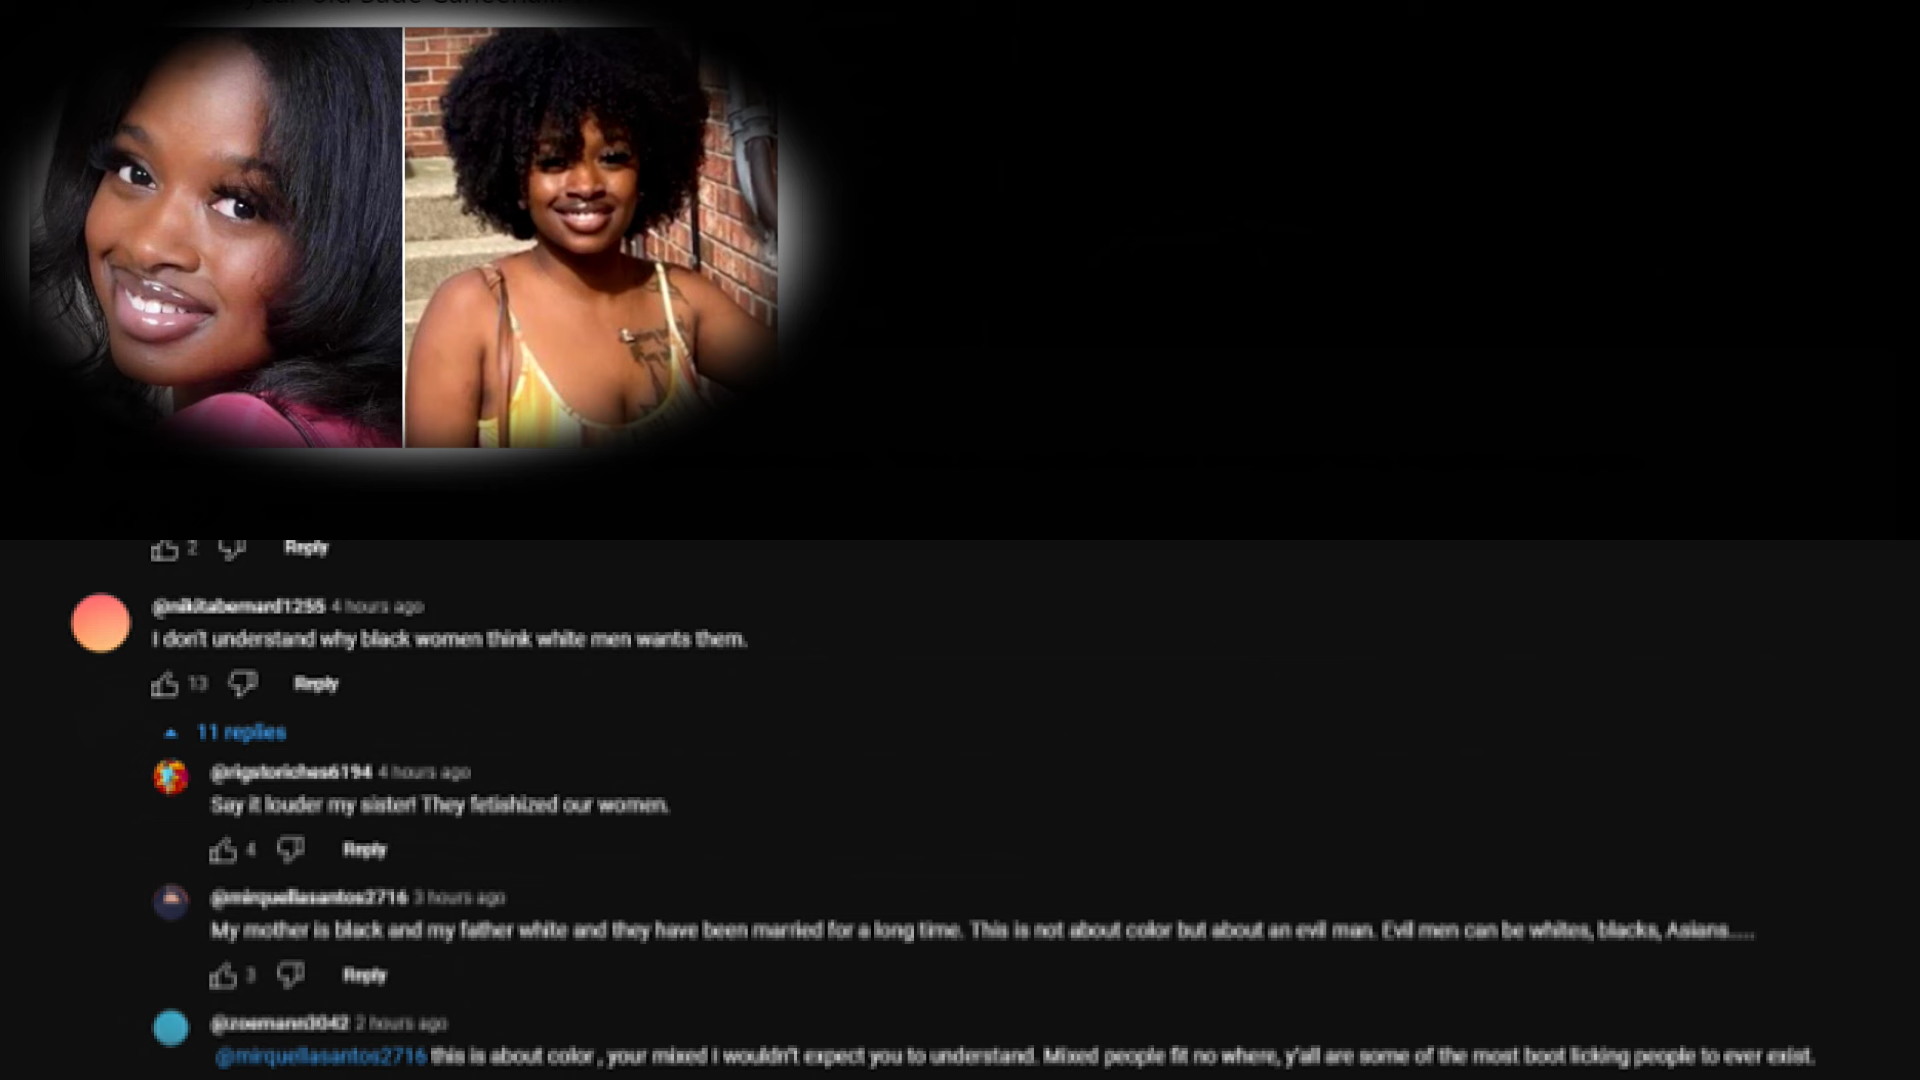 2 Reply
@nikitabernard1255 4 hours ago
I don't understand why black women think white men wants them.
13 Reply
11 replies
@rigstoriches6194 4 hours ago
Say it louder my sister! They fetishized our women.
4 Reply
@mirquellasantos2716 3 hours ago
My mother is black and my father white and they have been married for a long time. This is not about color but about an evil man. Evil men can be whites, blacks, Asians....
3 Reply
@zoemann3042 2 hours ago
@mirquellasantos2716 this is about color , your mixed I wouldn't expect you to understand. Mixed people fit no where, y'all are some of the most boot licking people to ever exist.